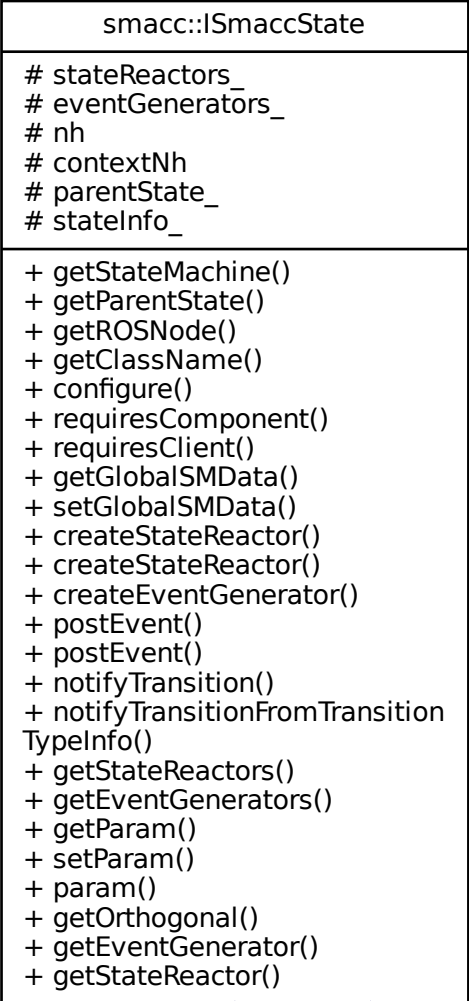 smacc::ISmaccState
# stateReactors_
# eventGenerators_
# nh
# contextNh
# parentState_
# stateInfo_
+ getStateMachine()
+ getParentState()
+ getROSNode()
+ getClassName()
+ configure()
+ requiresComponent()
+ requiresClient()
+ getGlobalSMData()
+ setGlobalSMData()
+ createStateReactor()
+ createStateReactor()
+ createEventGenerator()
+ postEvent()
+ postEvent()
+ notifyTransition()
+ notifyTransitionFromTransition
TypeInfo()
+ getStateReactors()
+ getEventGenerators()
+ getParam()
+ setParam()
+ param()
+ getOrthogonal()
+ getEventGenerator()
+ getStateReactor()